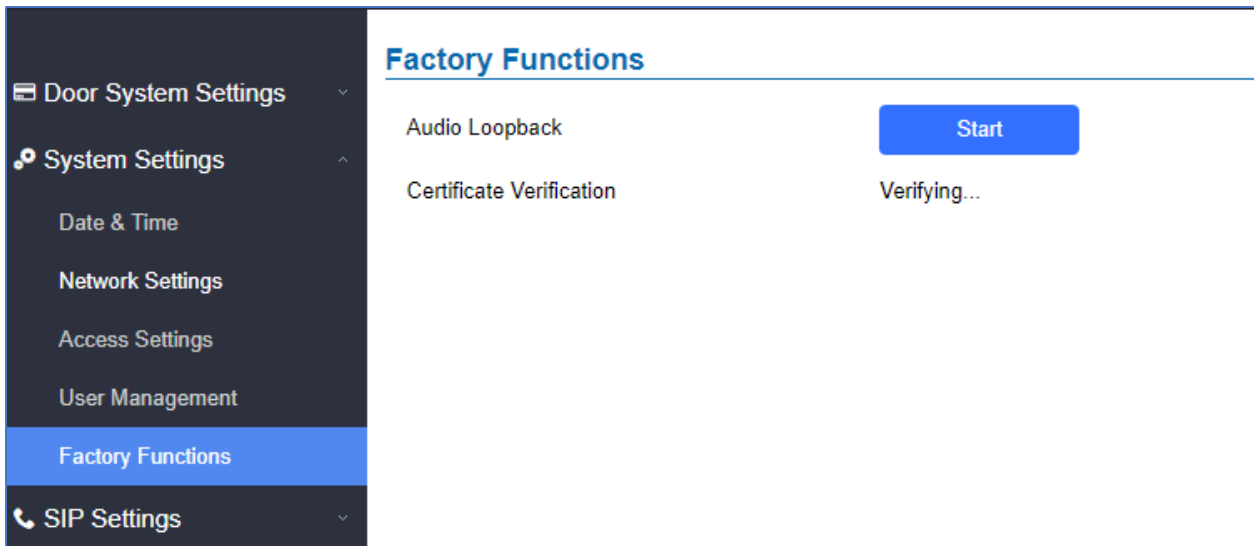 Door System Settings
System Settings
Date & Time
Network Settings
Access Settings
User Management
Factory Functions
SIP Settings
Factory Functions
Audio Loopback Start
Certificate Verification Verifying...